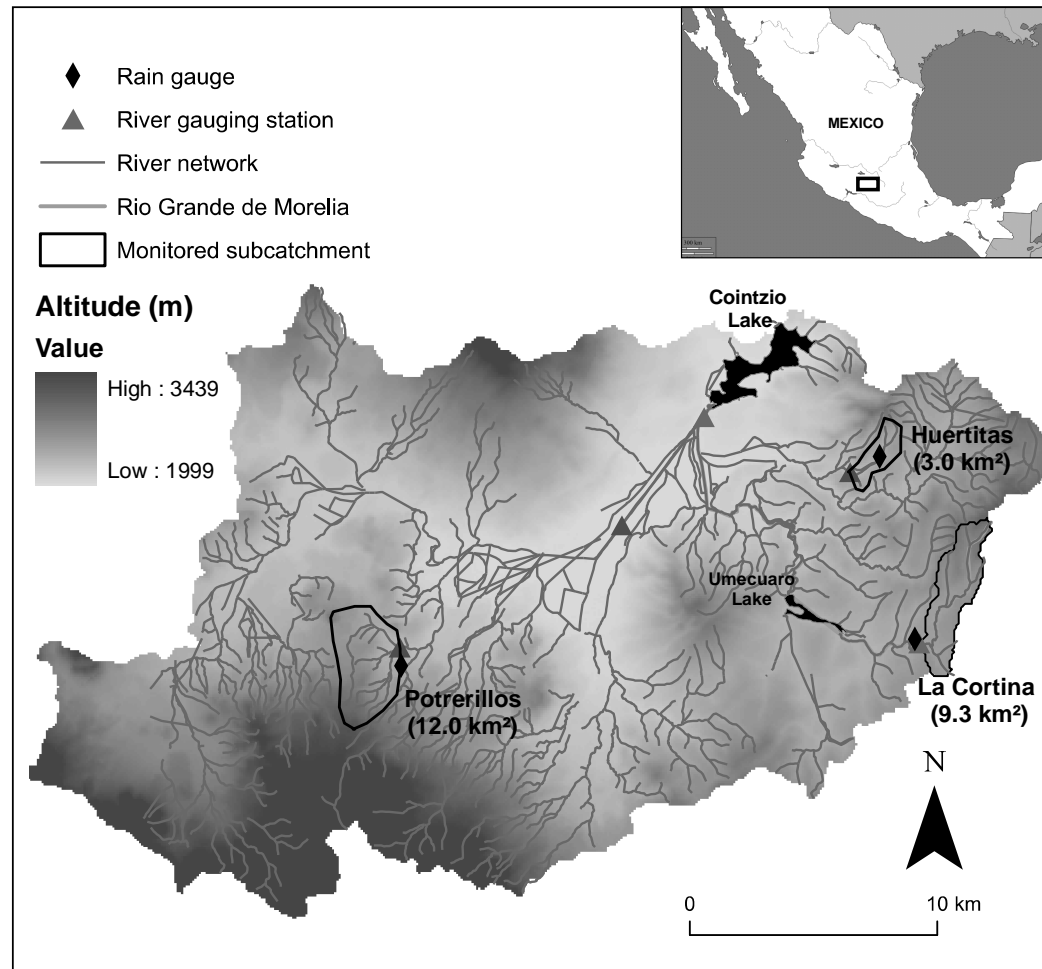 Rain gauge
River gauging station
River network
Rio Grande de Morelia
Monitored subcatchment
MEXICO
100 km
Altitude (m)
Value
High : 3439
Low : 1999
Cointzio
Lake
Huertitas
(3.0 km²)
Umecuaro
Lake
Potrerillos
(12.0 km²)
La Cortina
(9.3 km²)
N
0
10 km